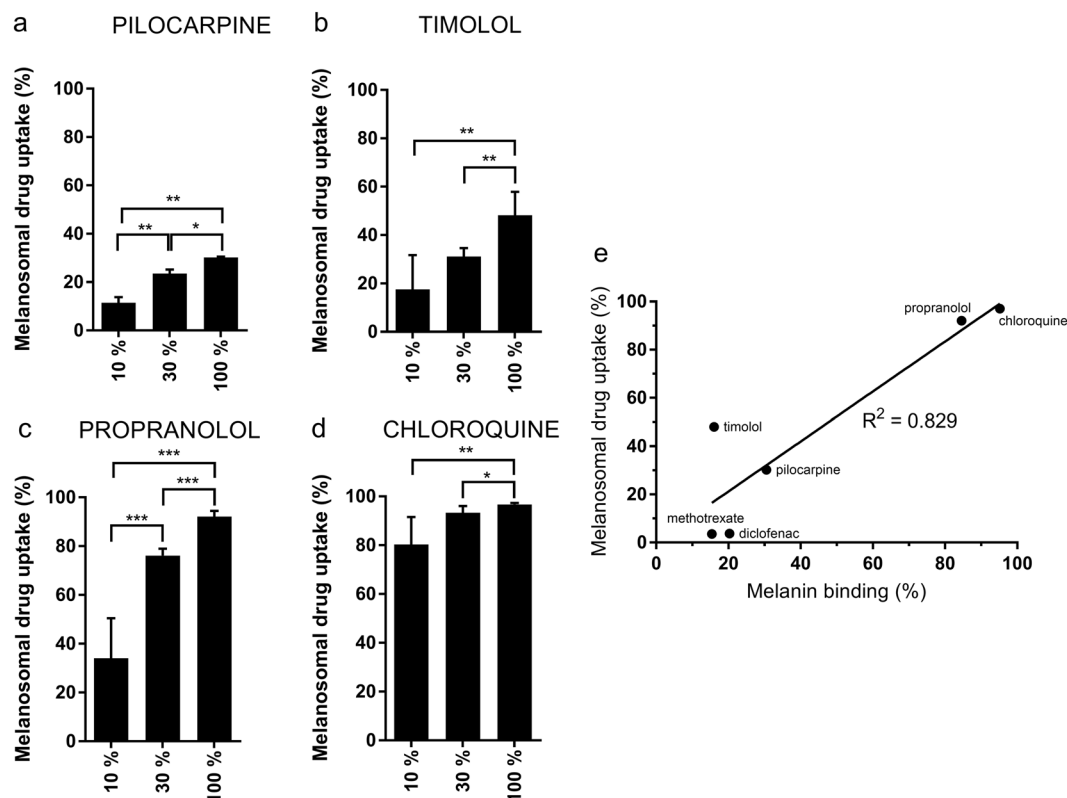 a
PILOCARPINE
Melanosomal drug uptake (%)
100
80
60
40
20
0
**
**
*
10 %
30 %
100 %
b
TIMOLOL
Melanosomal drug uptake (%)
100
80
60
40
20
0
**
**
10 %
30 %
100 %
c
PROPRANOLOL
Melanosomal drug uptake (%)
100
80
60
40
20
0
***
***
***
10 %
30 %
100 %
d
CHLOROQUINE
Melanosomal drug uptake (%)
100
80
60
40
20
0
**
*
10 %
30 %
100 %
e
Melanosomal drug uptake (%)
100
80
60
40
20
0
propranolol
chloroquine
R² = 0.829
timolol
pilocarpine
methotrexate
diclofenac
0 20 40 60 80 100
Melanin binding (%)